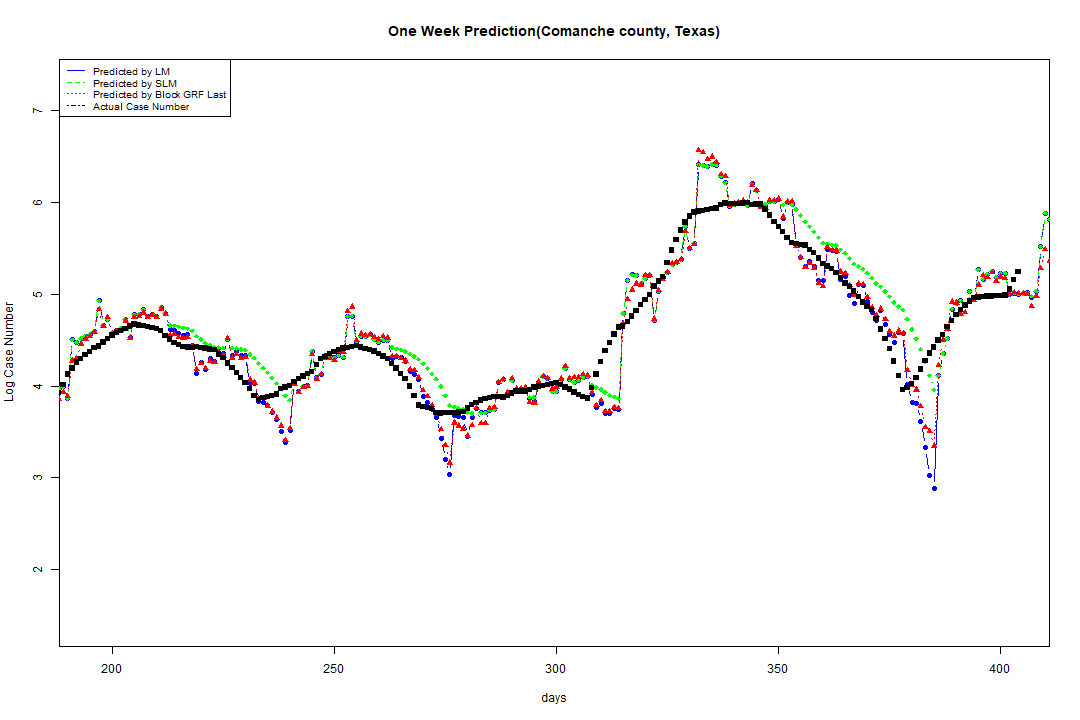 One Week Prediction(Comanche county, Texas)
Predicted by LM
Predicted by SLM
Predicted by Block GRF Last
Actual Case Number
7
6
5
4
3
2
Log Case Number
200
250
300
350
400
days